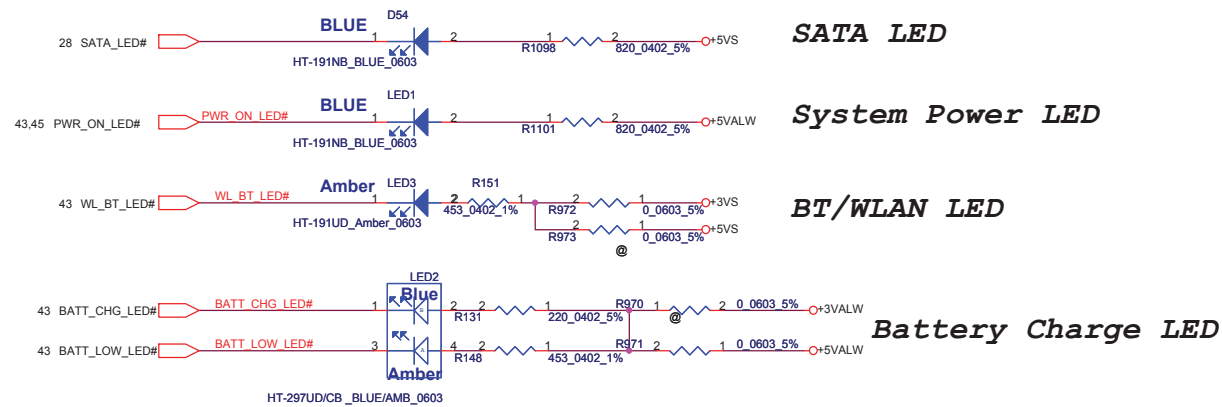 D54
BLUE
SATA LED
28 SATA_LED#
1
2
1
2
+5VS
R1098
820_0402_5%
HT-191NB_BLUE_0603
LED1
BLUE
System Power LED
43,45 PWR_ON_LED#
PWR_ON_LED#
1
2
1
2
+5VALW
R1101
820_0402_5%
HT-191NB_BLUE_0603
Amber
LED3
R151
43 WL_BT_LED#
WL_BT_LED#
1
2
2
1
2
1
+3VS
BT/WLAN LED
453_0402_1%
R972
0_0603_5%
HT-191UD_Amber_0603
2
1
+5VS
R973
0_0603_5%
@
LED2
Blue
43 BATT_CHG_LED#
BATT_CHG_LED#
1
B
2
2
1
R970
1
2
0_0603_5%
+3VALW
R131
220_0402_5%
@
Battery Charge LED
43 BATT_LOW_LED#
BATT_LOW_LED#
3
A
4
2
1
R971
2
1
0_0603_5%
+5VALW
R148
453_0402_1%
Amber
HT-297UD/CB _BLUE/AMB_0603